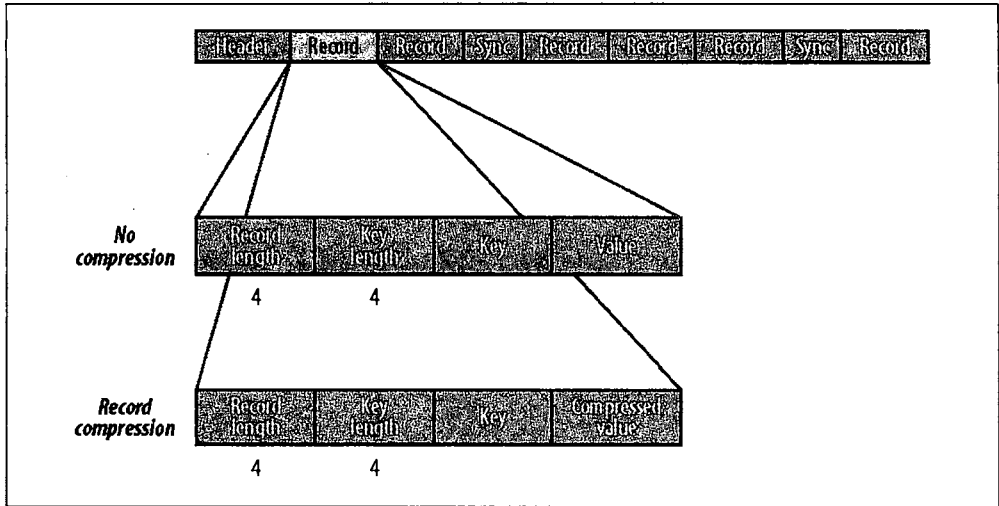 Header Record Record Sync Record Record Record Sync Record
No
compression
Record
length
Key
length
Key
Value
4 4
Record
compression
Record
length
Key
length
Key
Compressed
value
4 4